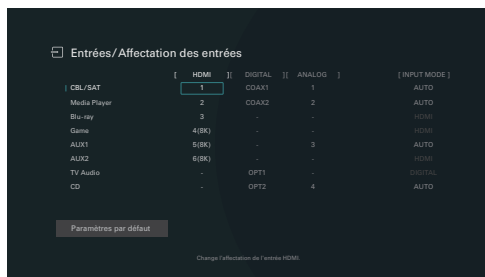 Entrées/Affectation des entrées
[ HDMI ][ DIGITAL ][ ANALOG ] [ INPUT MODE ]
CBL/SAT 1 COAX1 1 AUTO
Media Player 2 COAX2 2 AUTO
Blu-ray 3 - - HDMI
Game 4(8K) - - AUTO
AUX1 5(8K) - 3 AUTO
AUX2 6(8K) - - HDMI
TV Audio - OPT1 - DIGITAL
CD - OPT2 4 AUTO
Paramètres par défaut
Change l'affectation de l'entrée HDMI.